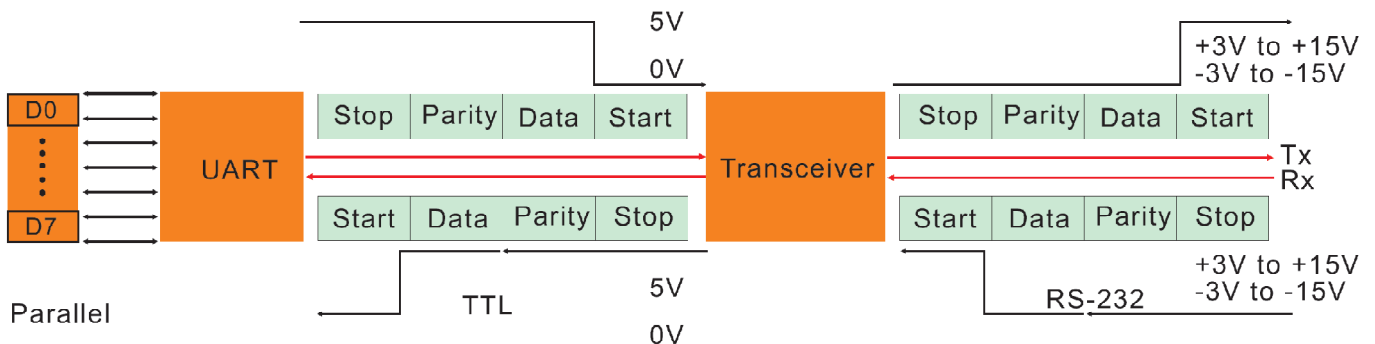 5V
0V
+3V to +15V
-3V to -15V
D0
D7
UART
Stop Parity Data Start
Transceiver
Stop Parity Data Start
Tx
Rx
Start Data Parity Stop
Start Data Parity Stop
Parallel
TTL
5V
0V
RS-232
+3V to +15V
-3V to -15V